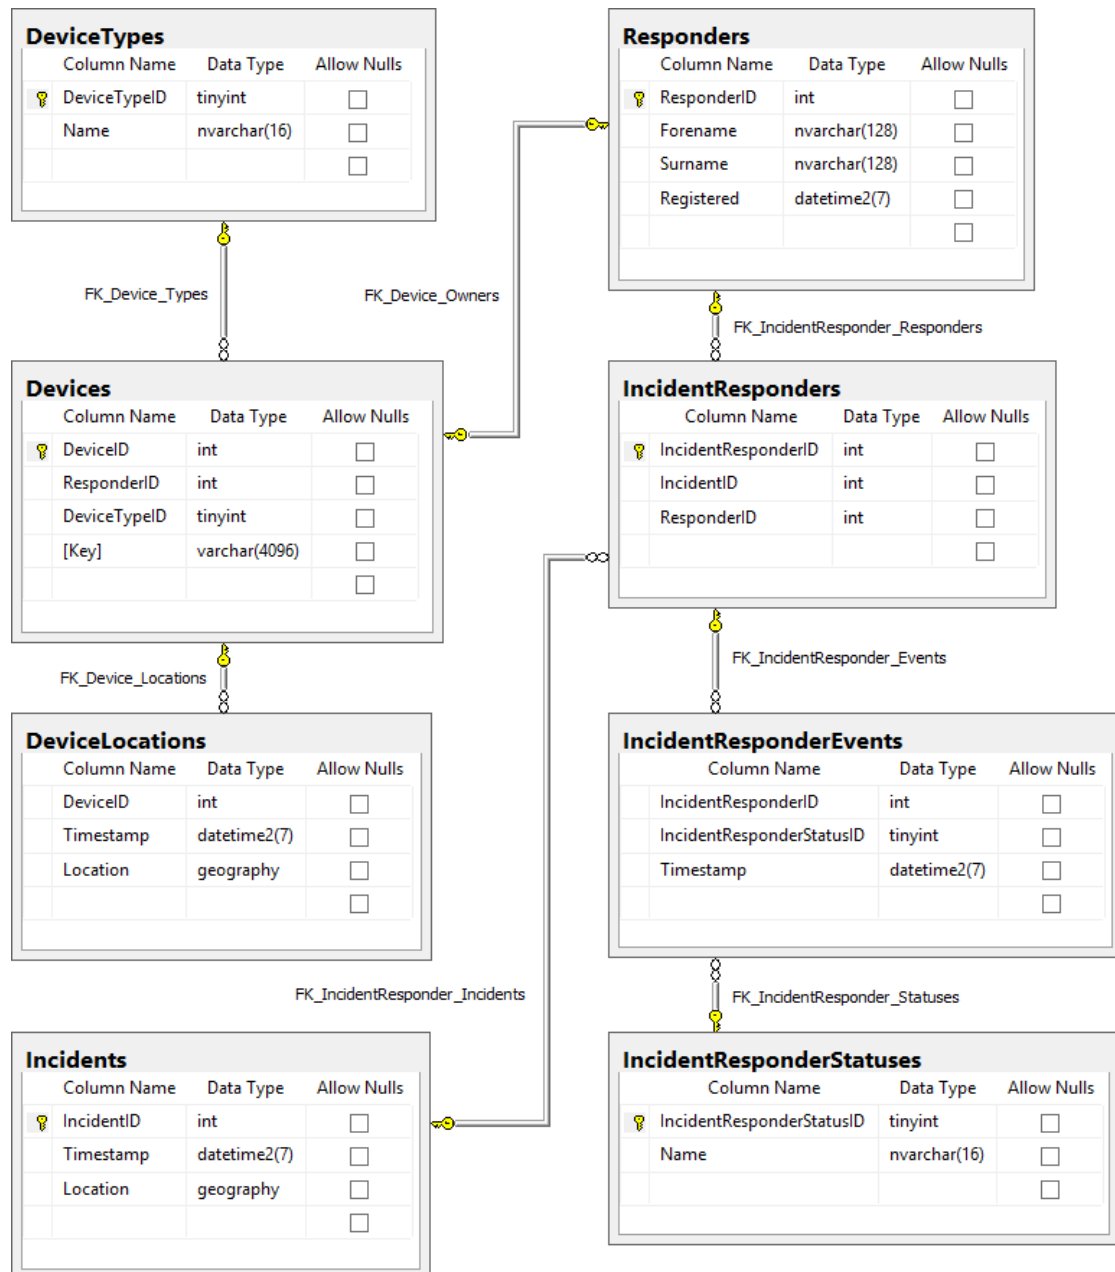 DeviceTypes
Column Name Data Type Allow Nulls
DeviceTypeID tinyint
Name nvarchar(16)
Responders
Column Name Data Type Allow Nulls
ResponderID int
Forename nvarchar(128)
Surname nvarchar(128)
Registered datetime2(7)
FK_Device_Types
FK_Device_Owners
FK_IncidentResponder_Responders
Devices
Column Name Data Type Allow Nulls
DeviceID int
ResponderID int
DeviceTypeID tinyint
[Key] varchar(4096)
IncidentResponders
Column Name Data Type Allow Nulls
IncidentResponderID int
IncidentID int
ResponderID int
FK_Device_Locations
FK_IncidentResponder_Events
DeviceLocations
Column Name Data Type Allow Nulls
DeviceID int
Timestamp datetime2(7)
Location geography
IncidentResponderEvents
Column Name Data Type Allow Nulls
IncidentResponderID int
IncidentResponderStatusID tinyint
Timestamp datetime2(7)
FK_IncidentResponder_Incidents
FK_IncidentResponder_Statuses
Incidents
Column Name Data Type Allow Nulls
IncidentID int
Timestamp datetime2(7)
Location geography
IncidentResponderStatuses
Column Name Data Type Allow Nulls
IncidentResponderStatusID tinyint
Name nvarchar(16)